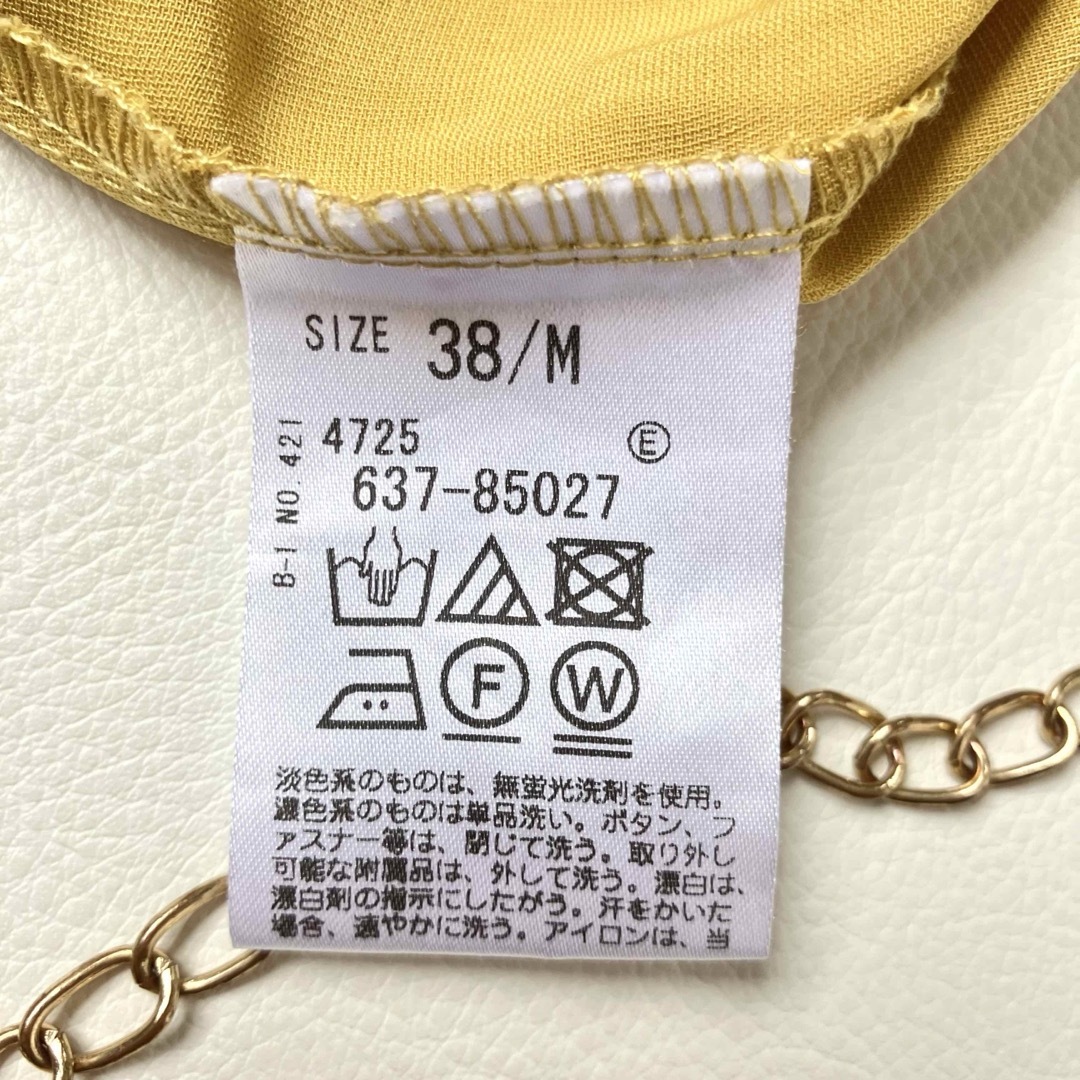 SIZE 38/M
B-1 NO.421
4725 Ⓔ
637-85027
F W
淡色系のものは、無蛍光洗剤を使用。
濃色系のものは単品洗い。ボタン、フ
ァスナー等は、閉じて洗う。取り外し
可能な附属品は、外して洗う。漂白は、
漂白剤の指示にしたがう。汗をかいた
場合、速やかに洗う。アイロンは、当